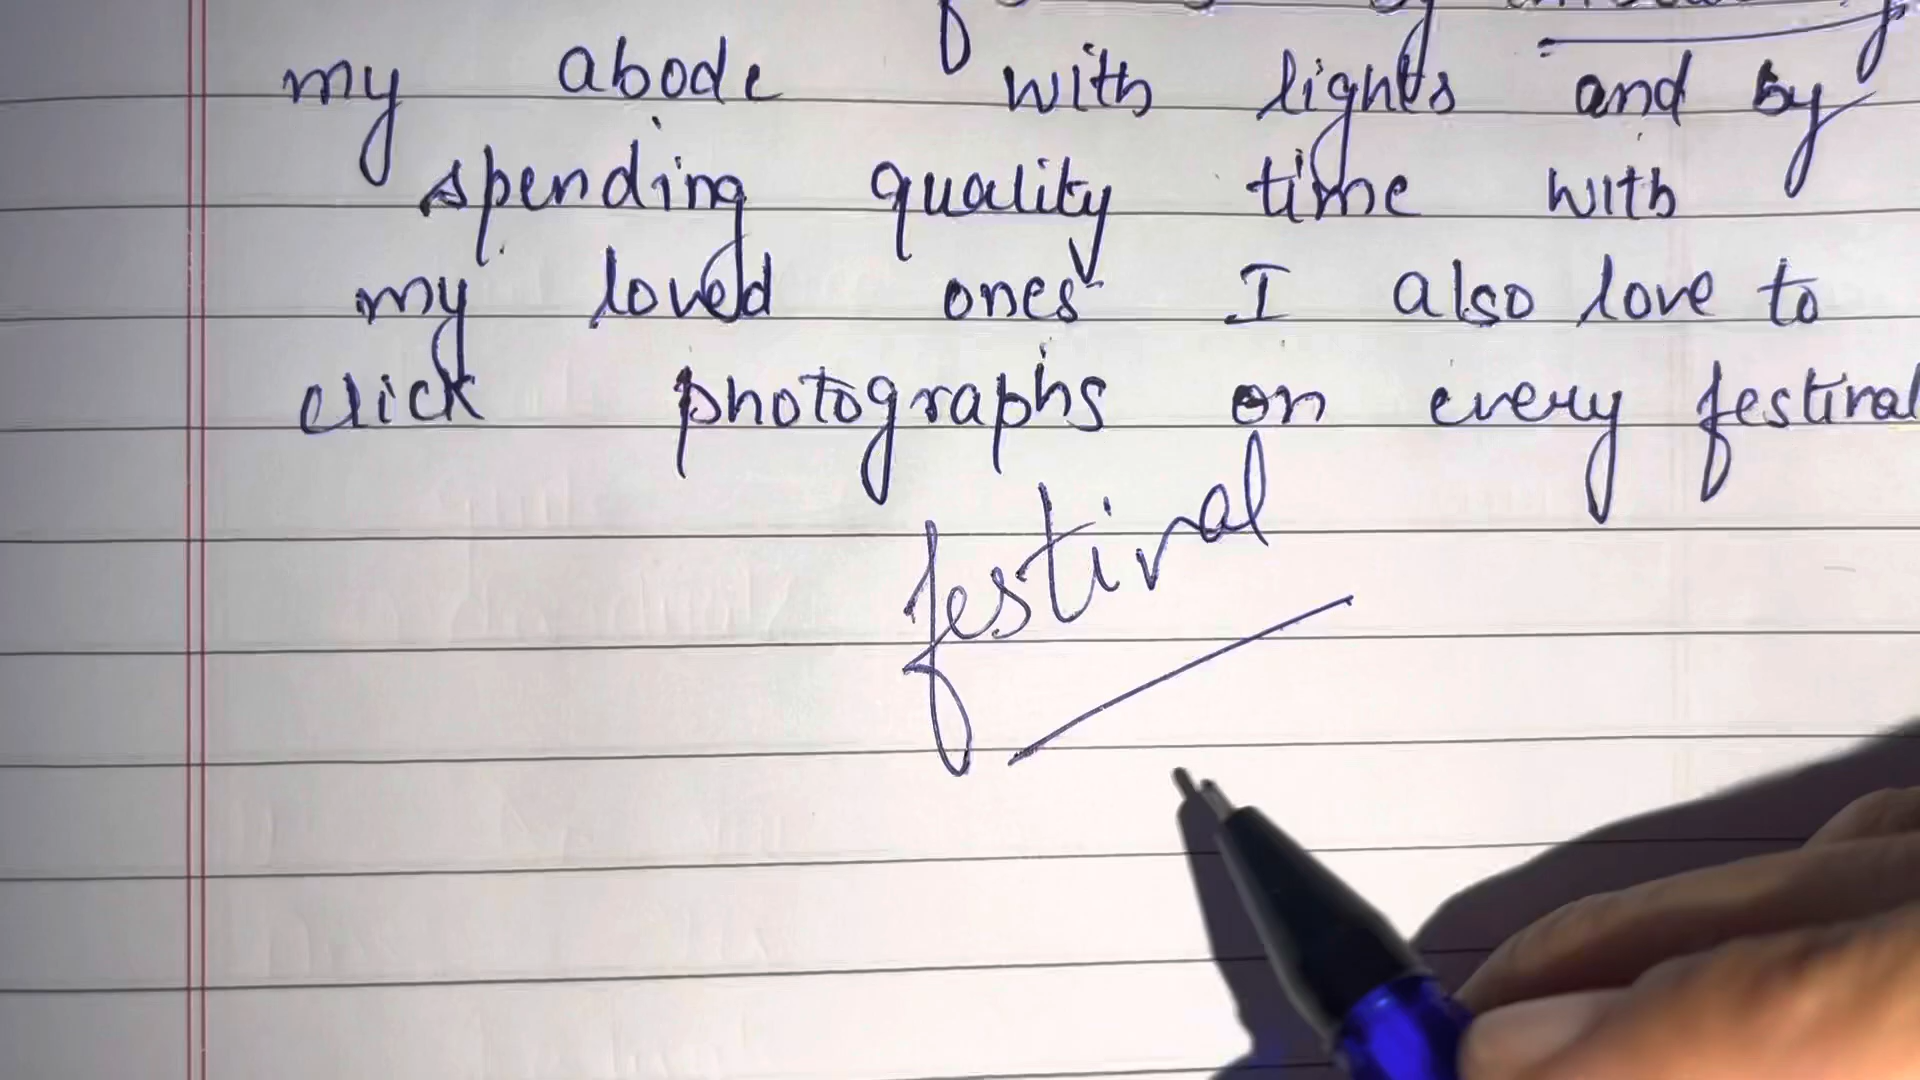 my abode with lights and by
spending quality time with
my loved ones I also love to
click photographs on every festival
festival